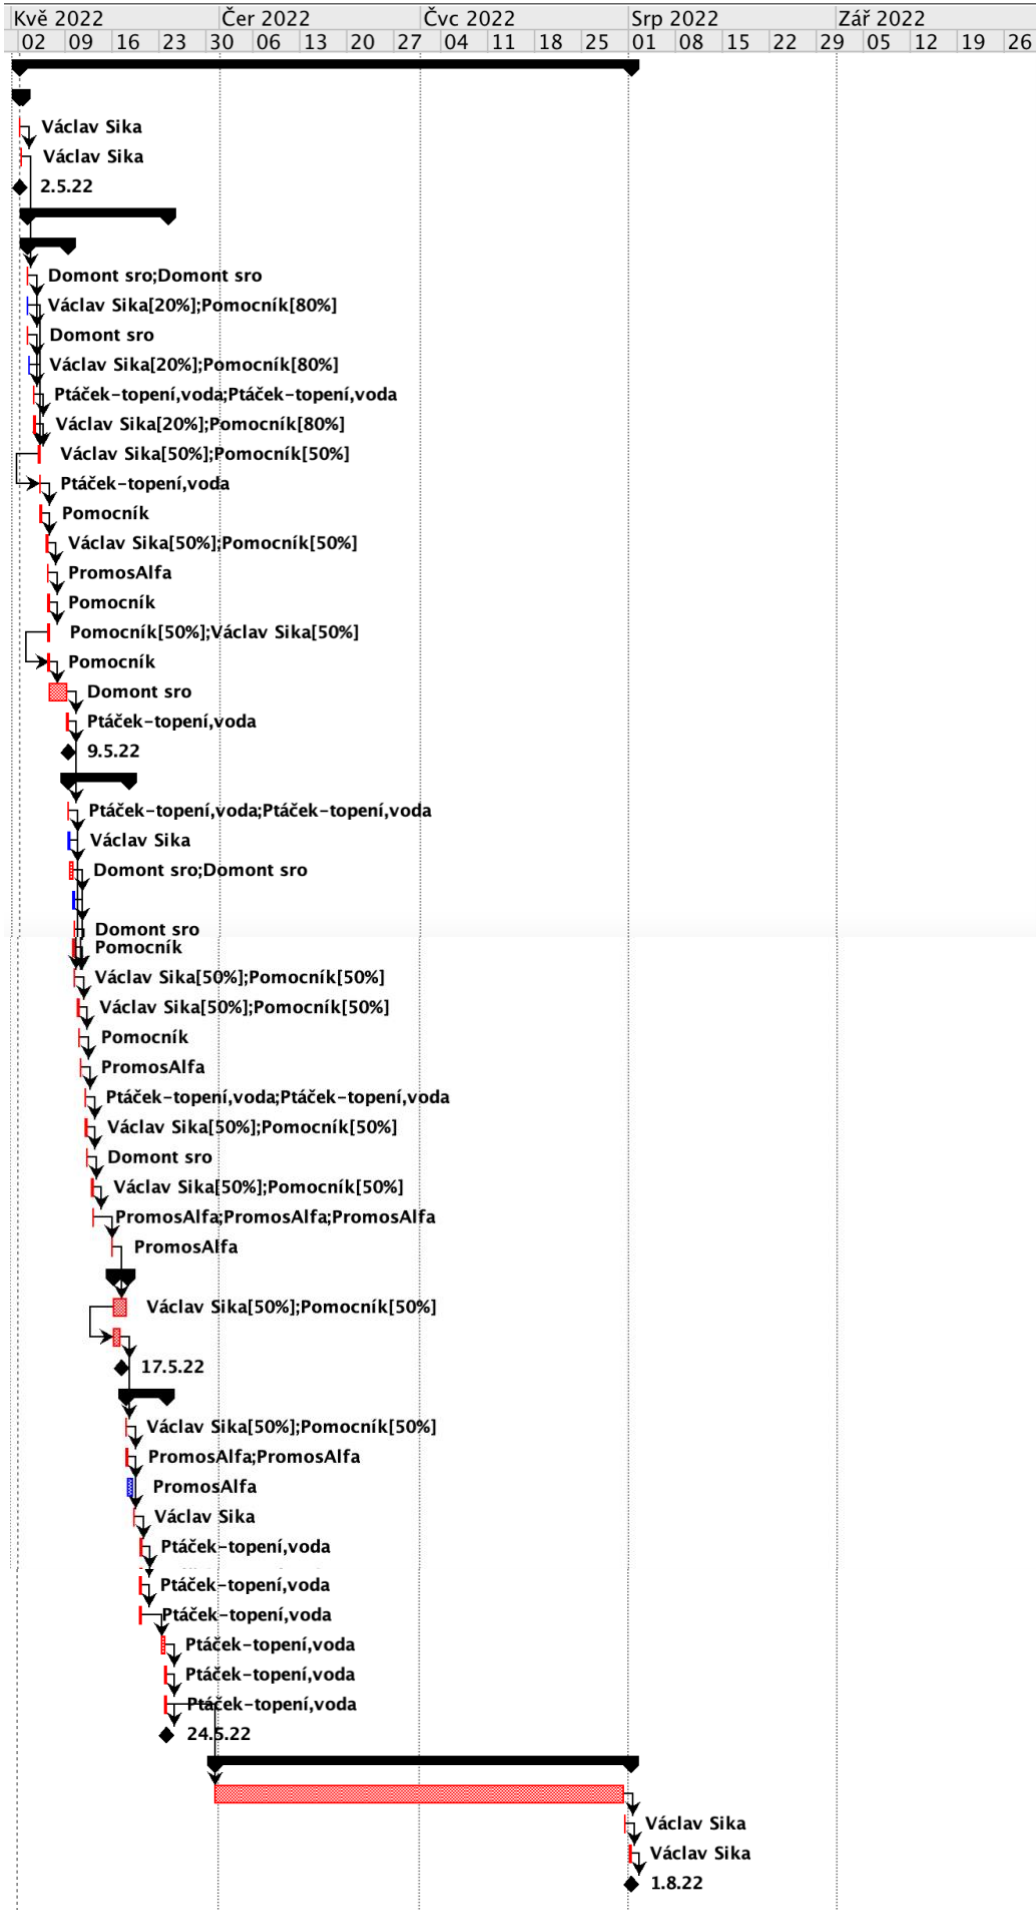 Kvě 2022 Čer 2022 Čvc 2022 Srp 2022 Zář 2022
02 09 16 23 30 06 13 20 27 04 11 18 25 01 08 15 22 29 05 12 19 26
Václav Sika
Václav Sika
2.5.22
Domont sro;Domont sro
Václav Sika[20%];Pomocník[80%]
Domont sro
Václav Sika[20%];Pomocník[80%]
Ptáček-topení,voda;Ptáček-topení,voda
Václav Sika[20%];Pomocník[80%]
Václav Sika[50%];Pomocník[50%]
Ptáček-topení,voda
Pomocník
Václav Sika[50%];Pomocník[50%]
PromosAlfa
Pomocník
Pomocník[50%];Václav Sika[50%]
Pomocník
Domont sro
Ptáček-topení,voda
9.5.22
Ptáček-topení,voda;Ptáček-topení,voda
Václav Sika
Domont sro;Domont sro
Domont sro
Pomocník
Václav Sika[50%];Pomocník[50%]
Václav Sika[50%];Pomocník[50%]
Pomocník
PromosAlfa
Ptáček-topení,voda;Ptáček-topení,voda
Václav Sika[50%];Pomocník[50%]
Domont sro
Václav Sika[50%];Pomocník[50%]
PromosAlfa;PromosAlfa;PromosAlfa
PromosAlfa
Václav Sika[50%];Pomocník[50%]
17.5.22
Václav Sika[50%];Pomocník[50%]
PromosAlfa;PromosAlfa
PromosAlfa
Václav Sika
Ptáček-topení,voda
Ptáček-topení,voda
Ptáček-topení,voda
Ptáček-topení,voda
Ptáček-topení,voda
Ptáček-topení,voda
24.5.22
Václav Sika
Václav Sika
1.8.22